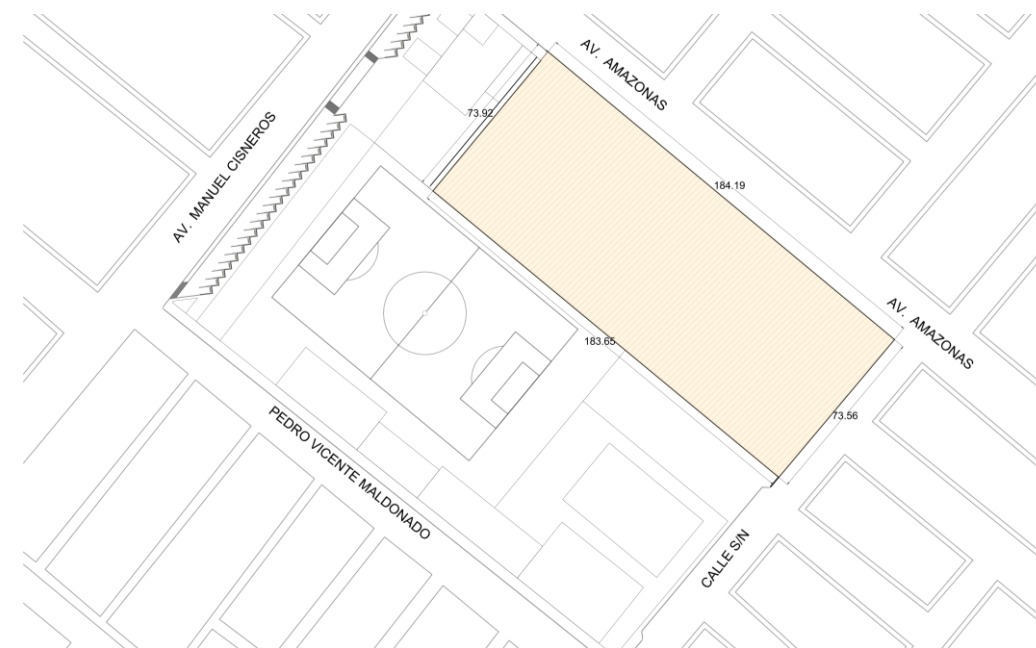 AV. AMAZONAS
73.92
AV. MANUEL CISNEROS
184.19
AV. AMAZONAS
183.65
73.56
PEDRO VICENTE MALDONADO
CALLE S/N